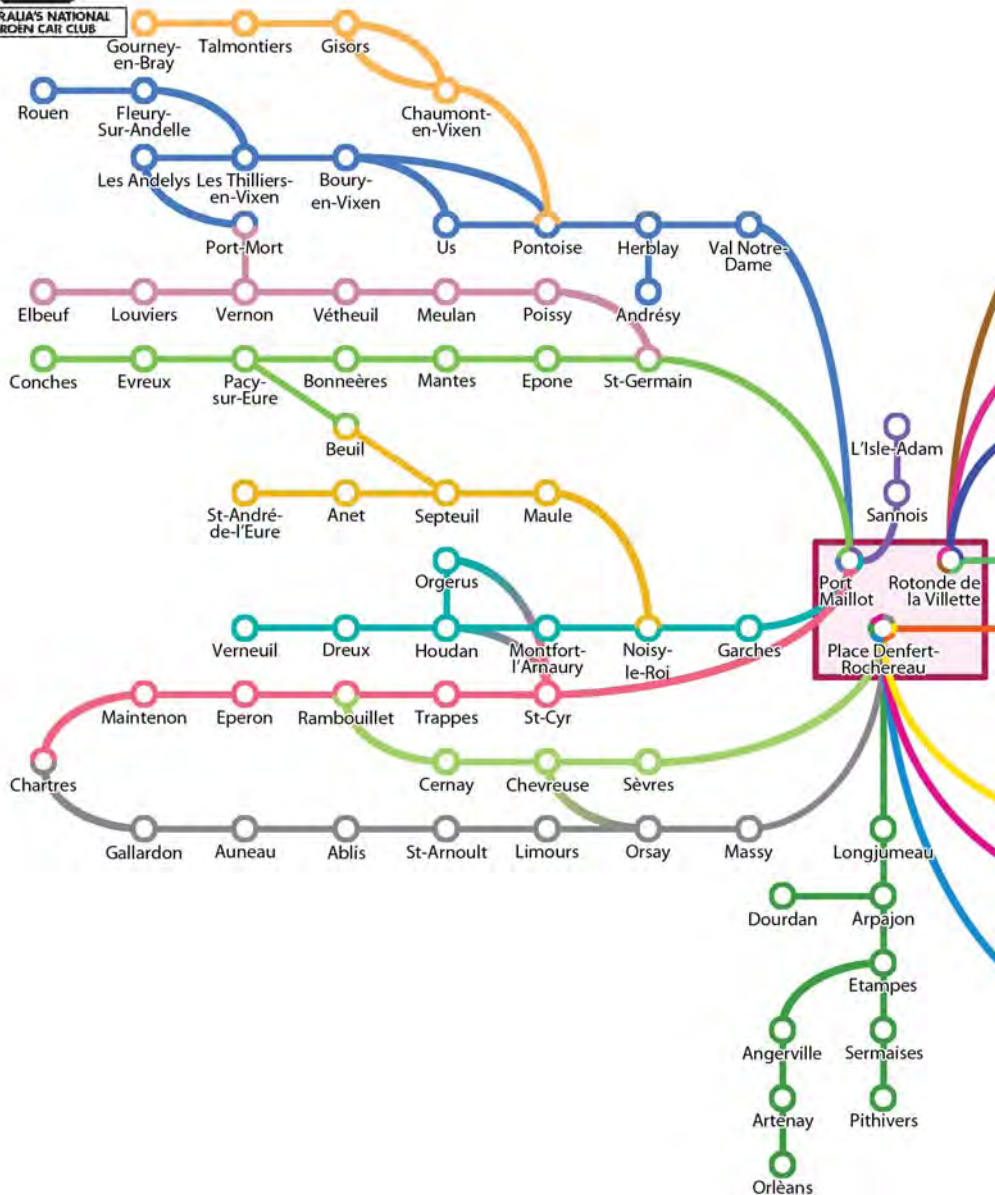 RALIA'S NATIONAL
ROËN CAR CLUB
Gourney-
en-Bray
Talmontiers
Gisors
Rouen
Fleury-
Sur-Andelle
Chaumont-
en-Vixen
Les Andelys
Les Thilliers-
en-Vixen
Boury-
en-Vixen
Port-Mort
Us
Pontoise
Herblay
Val Notre-
Dame
Elbeuf
Louviers
Vernon
Vétheuil
Meulan
Poissy
Andrésy
Conches
Evreux
Pacy-
sur-Eure
Bonneères
Mantes
Epone
St-Germain
Beuil
L'Isle-Adam
St-André-
de-l'Eure
Anet
Septeuil
Maule
Sannois
Orgerus
Port
Maillot
Rotonde de
la Villette
Verneuil
Dreux
Houdan
Montfort-
l'Arnaury
Noisy-
le-Roi
Garches
Place Denfert-
Rochereau
Maintenon
Eperon
Rambouillet
Trappes
St-Cyr
Chartres
Cernay
Chevreuse
Sèvres
Gallardon
Auneau
Ablis
St-Arnoult
Limours
Orsay
Massy
Longjumeau
Dourdan
Arpajon
Etampes
Angerville
Sermaises
Artenay
Pithivers
Orlèans